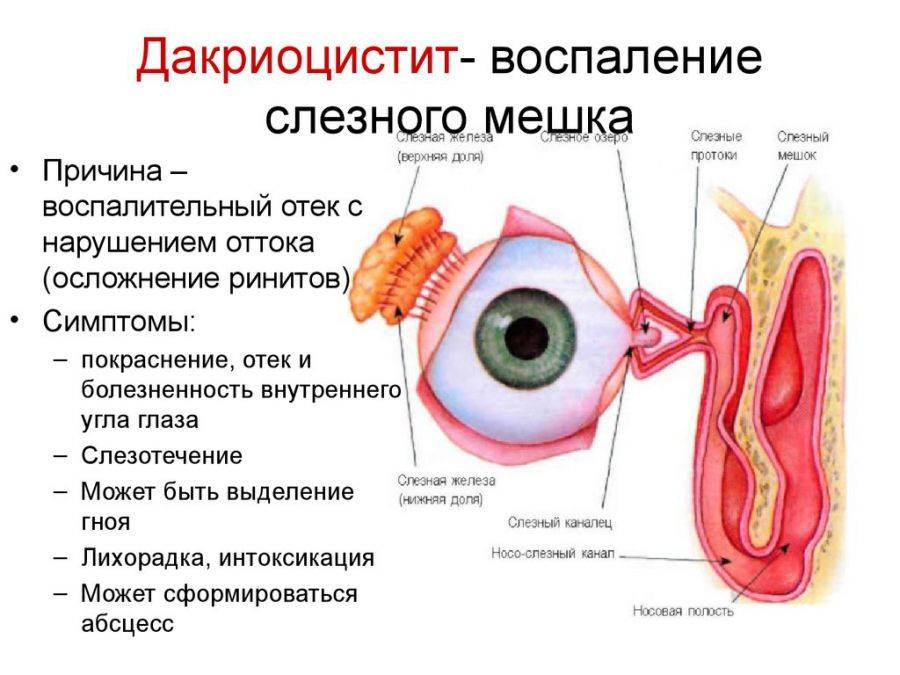 Дакриоцистит- воспаление
слезного мешка
• Причина –
воспалительный отек с
нарушением оттока
(осложнение ринитов)
• Симптомы:
– покраснение, отек и
болезненность внутреннего
угла глаза
– Слезотечение
– Может быть выделение
гноя
– Лихорадка, интоксикация
– Может сформироваться
абсцесс
Слезная железа
(верхняя доля)
Слезное озеро
Слезные
протоки
Слезный
мешок
Слезная железа
(нижняя доля)
Слезный каналец
Носо-слезный канал
Носовая полость